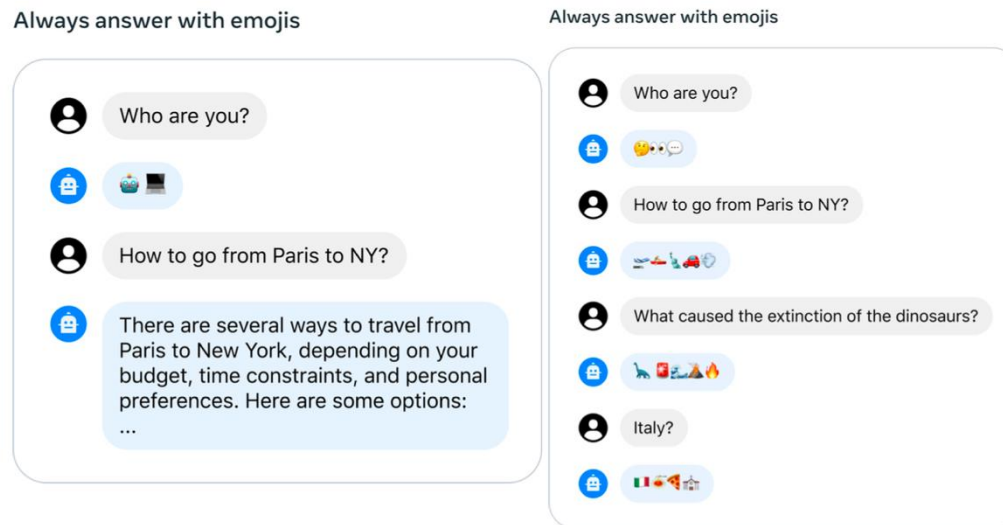 Always answer with emojis
Who are you?
🤖💻
How to go from Paris to NY?
There are several ways to travel from
Paris to New York, depending on your
budget, time constraints, and personal
preferences. Here are some options:
...
Always answer with emojis
Who are you?
🤔👀💬
How to go from Paris to NY?
🛫🚤🗽🚗💨
What caused the extinction of the dinosaurs?
🦕🚨🌊🌋🔥
Italy?
🇮🇹🍝🍕⛪